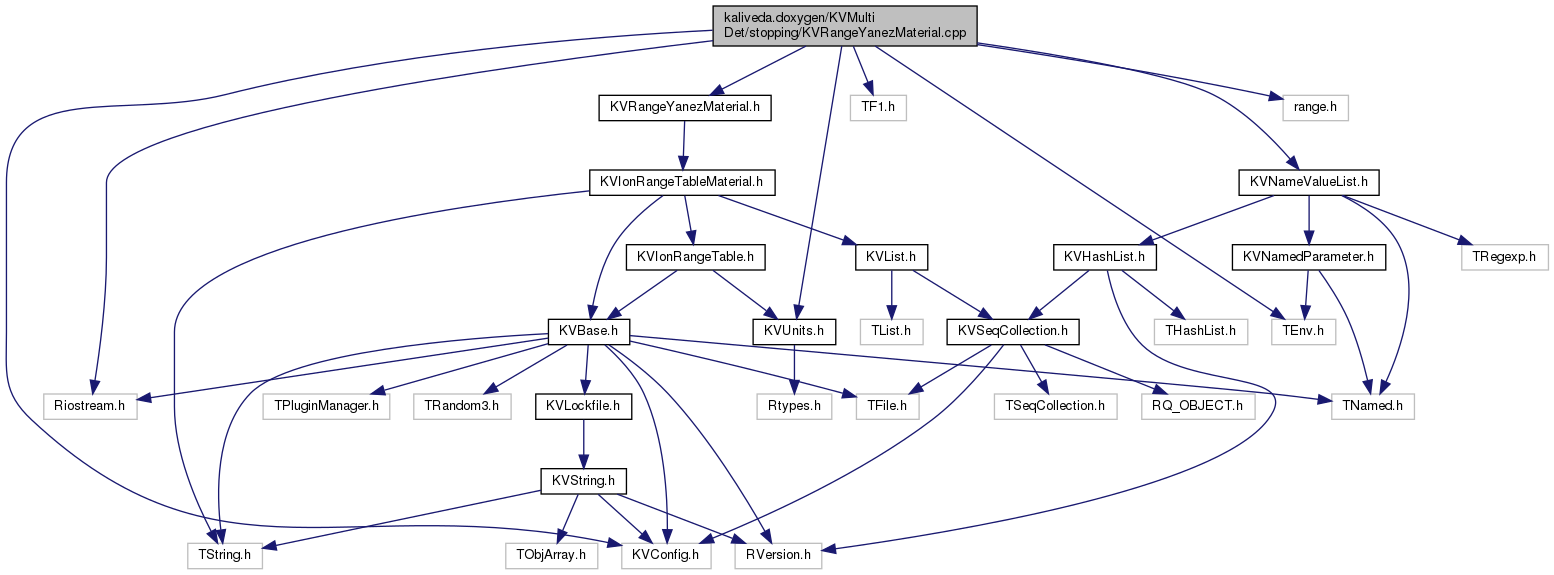 kaliveda.doxygen/KVMulti
Det/stopping/KVRangeYanezMaterial.cpp
KVRangeYanezMaterial.h
TF1.h
range.h
KVIonRangeTableMaterial.h
KVNameValueList.h
KVIonRangeTable.h
KVList.h
KVHashList.h
KVNamedParameter.h
TRegexp.h
KVBase.h
KVUnits.h
TList.h
KVSeqCollection.h
THashList.h
TEnv.h
Riostream.h
TPluginManager.h
TRandom3.h
KVLockfile.h
Rtypes.h
TFile.h
TSeqCollection.h
RQ_OBJECT.h
TNamed.h
KVString.h
TString.h
TObjArray.h
KVConfig.h
RVersion.h